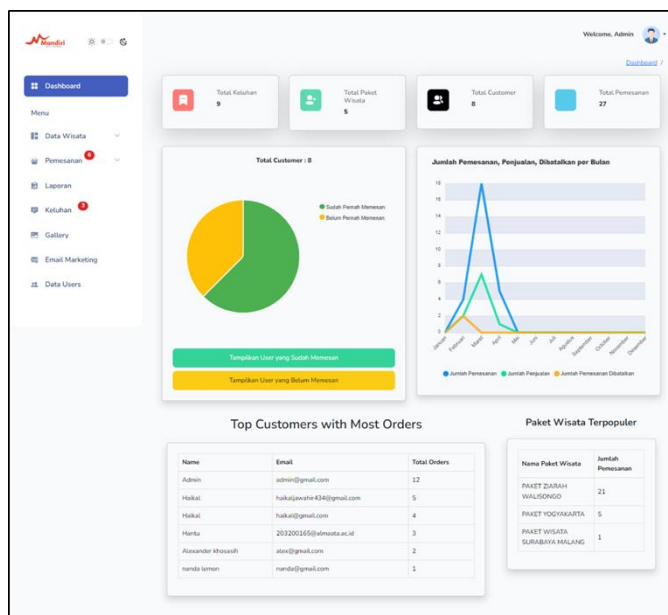 Mandiri
Welcome, Admin
Dashboard /
Dashboard
Menu
Data Wisata
Pemesanan 6
Laporan
Keluhan 3
Gallery
Email Marketing
Data Users
Total Keluhan
9
Total Paket
Wisata
5
Total Customer
8
Total Pemesanan
27
Total Customer : 8
Sudah Pernah Memesan
Belum Pernah Memesan
Tampilkan User yang Sudah Memesan
Tampilkan User yang Belum Memesan
Jumlah Pemesanan, Penjualan, Dibatalkan per Bulan
18
16
14
12
10
8
6
4
2
0
Januari Februari Maret April Mei Juni Juli Agustus September October November Desember
Jumlah Pemesanan Jumlah Penjualan Jumlah Pemesanan Dibatalkan
Top Customers with Most Orders
Name Email Total Orders
Admin admin@gmail.com 12
Haikal haikaljawahir434@gmail.com 5
Haikal haikal@gmail.com 4
Hanta 203200165@almaata.ac.id 3
Alexander khosasih alex@gmail.com 2
nanda lemon nanda@gmail.com 1
Paket Wisata Terpopuler
Nama Paket Wisata Jumlah
Pemesanan
PAKET ZIARAH
WALISONGO 21
PAKET YOGYAKARTA 5
PAKET WISATA
SURABAYA MALANG 1